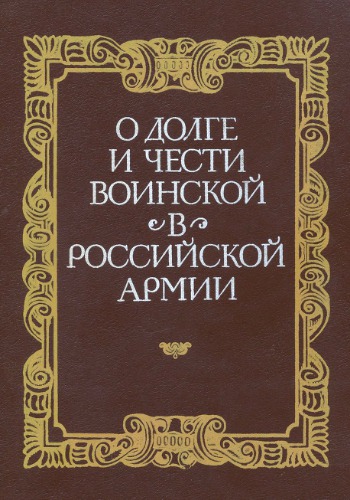 О ДОЛГЕ
И ЧЕСТИ
ВОИНСКОЙ
В
РОССИЙСКОЙ
АРМИИ